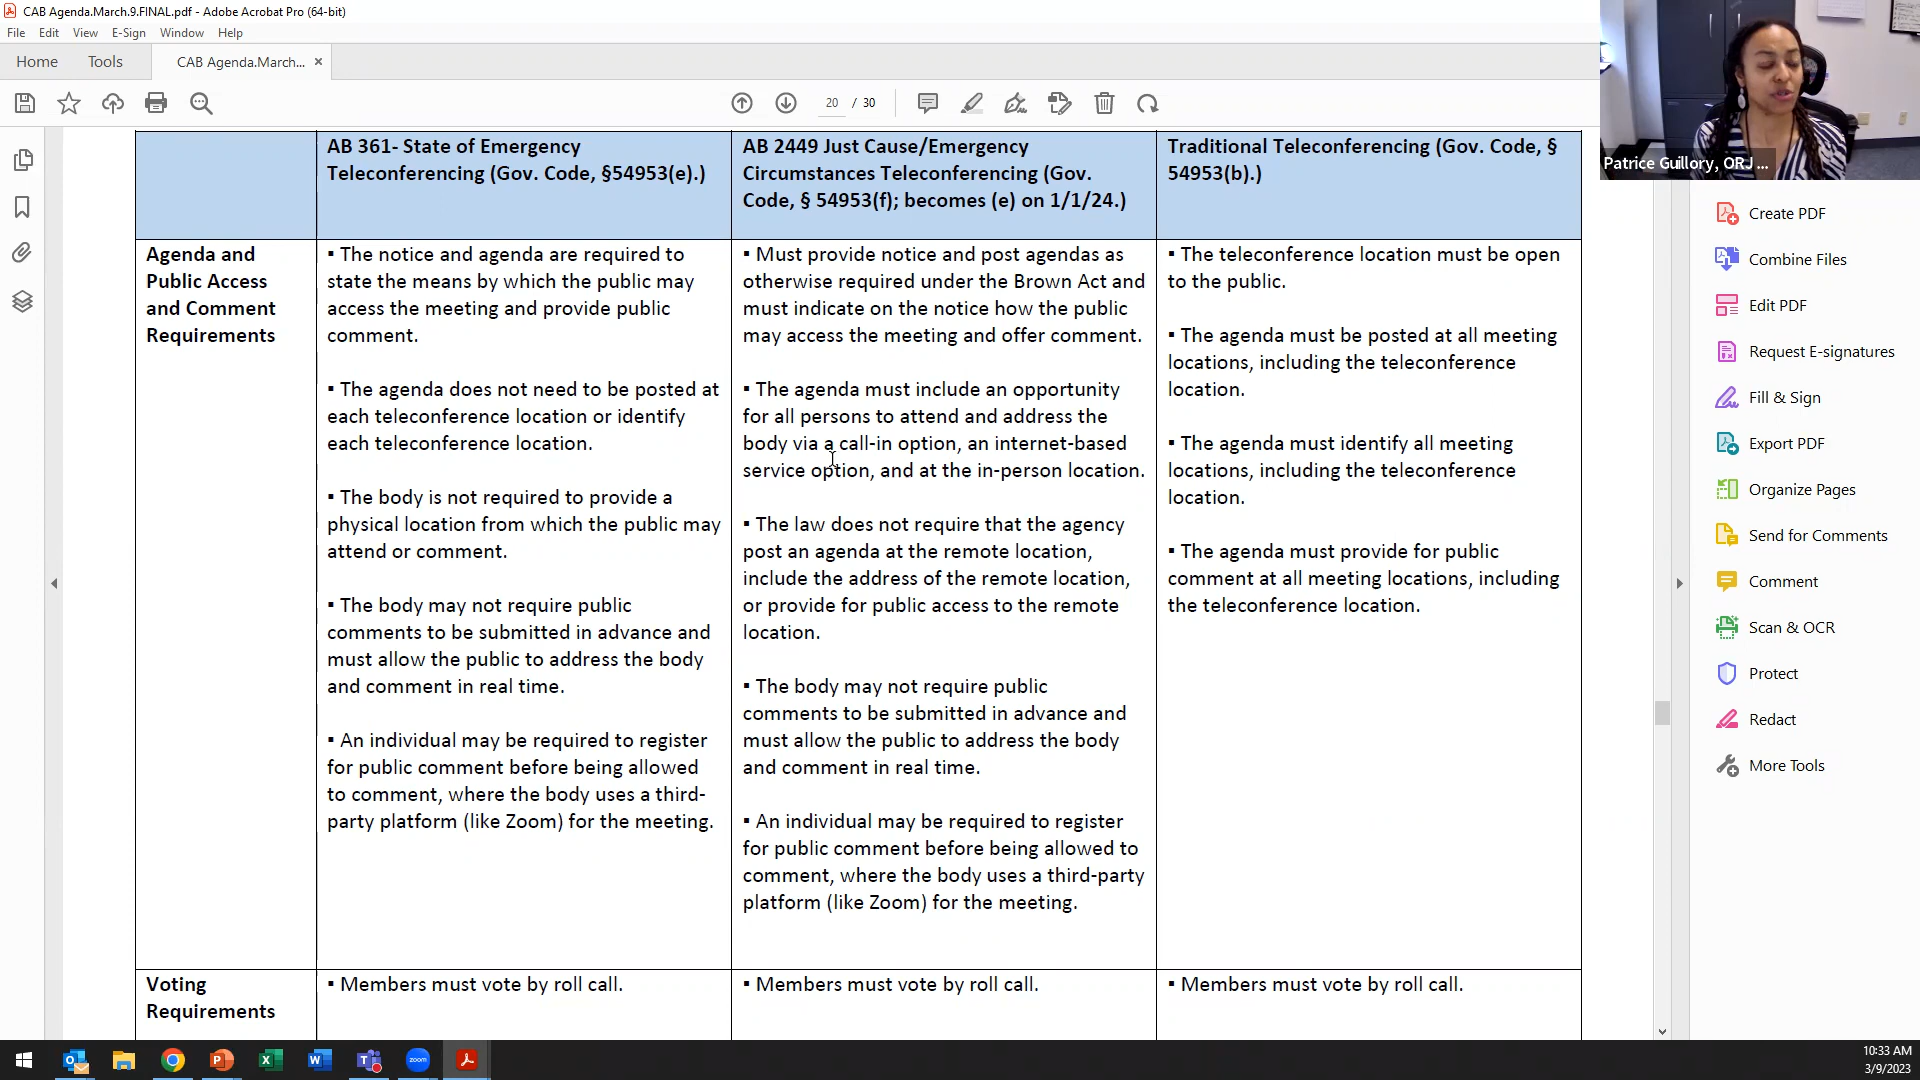 CAB Agenda.March.9.FINAL.pdf - Adobe Acrobat Pro (64-bit)
File Edit View E-Sign Window Help
Home Tools CAB Agenda.March... ×
20 / 30
Patrice Guillory, ORJ ...
AB 361- State of Emergency
Teleconferencing (Gov. Code, §54953(e).)
AB 2449 Just Cause/Emergency
Circumstances Teleconferencing (Gov.
Code, § 54953(f); becomes (e) on 1/1/24.)
Traditional Teleconferencing (Gov. Code, §
54953(b).)
Agenda and
Public Access
and Comment
Requirements
▪ The notice and agenda are required to
state the means by which the public may
access the meeting and provide public
comment.
▪ The agenda does not need to be posted at
each teleconference location or identify
each teleconference location.
▪ The body is not required to provide a
physical location from which the public may
attend or comment.
▪ The body may not require public
comments to be submitted in advance and
must allow the public to address the body
and comment in real time.
▪ An individual may be required to register
for public comment before being allowed
to comment, where the body uses a third-
party platform (like Zoom) for the meeting.
▪ Must provide notice and post agendas as
otherwise required under the Brown Act and
must indicate on the notice how the public
may access the meeting and offer comment.
▪ The agenda must include an opportunity
for all persons to attend and address the
body via a call-in option, an internet-based
service option, and at the in-person location.
▪ The law does not require that the agency
post an agenda at the remote location,
include the address of the remote location,
or provide for public access to the remote
location.
▪ The body may not require public
comments to be submitted in advance and
must allow the public to address the body
and comment in real time.
▪ An individual may be required to register
for public comment before being allowed to
comment, where the body uses a third-party
platform (like Zoom) for the meeting.
▪ The teleconference location must be open
to the public.
▪ The agenda must be posted at all meeting
locations, including the teleconference
location.
▪ The agenda must identify all meeting
locations, including the teleconference
location.
▪ The agenda must provide for public
comment at all meeting locations, including
the teleconference location.
Voting
Requirements
▪ Members must vote by roll call.
▪ Members must vote by roll call.
▪ Members must vote by roll call.
Create PDF
Combine Files
Edit PDF
Request E-signatures
Fill & Sign
Export PDF
Organize Pages
Send for Comments
Comment
Scan & OCR
Protect
Redact
More Tools
zoom
10:33 AM
3/9/2023